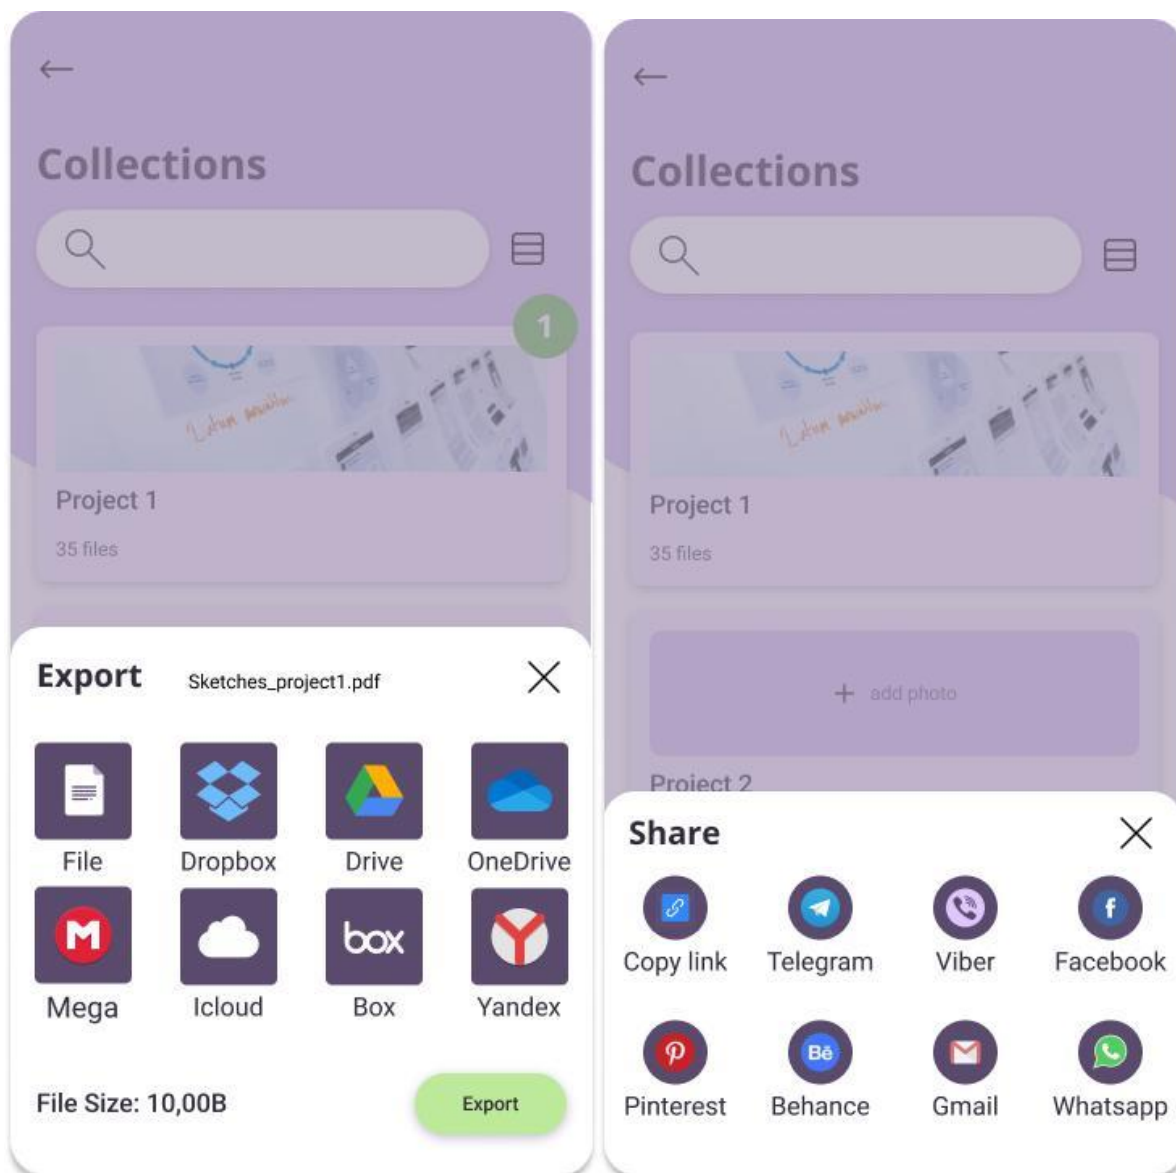 Collections
1
Project 1
35 files
Export Sketches_project1.pdf
File Dropbox Drive OneDrive
box
Mega Icloud Box Yandex
File Size: 10,00B Export
Collections
Project 1
35 files
+ add photo
Project 2
Share
Copy link Telegram Viber Facebook
Bē
Pinterest Behance Gmail Whatsapp